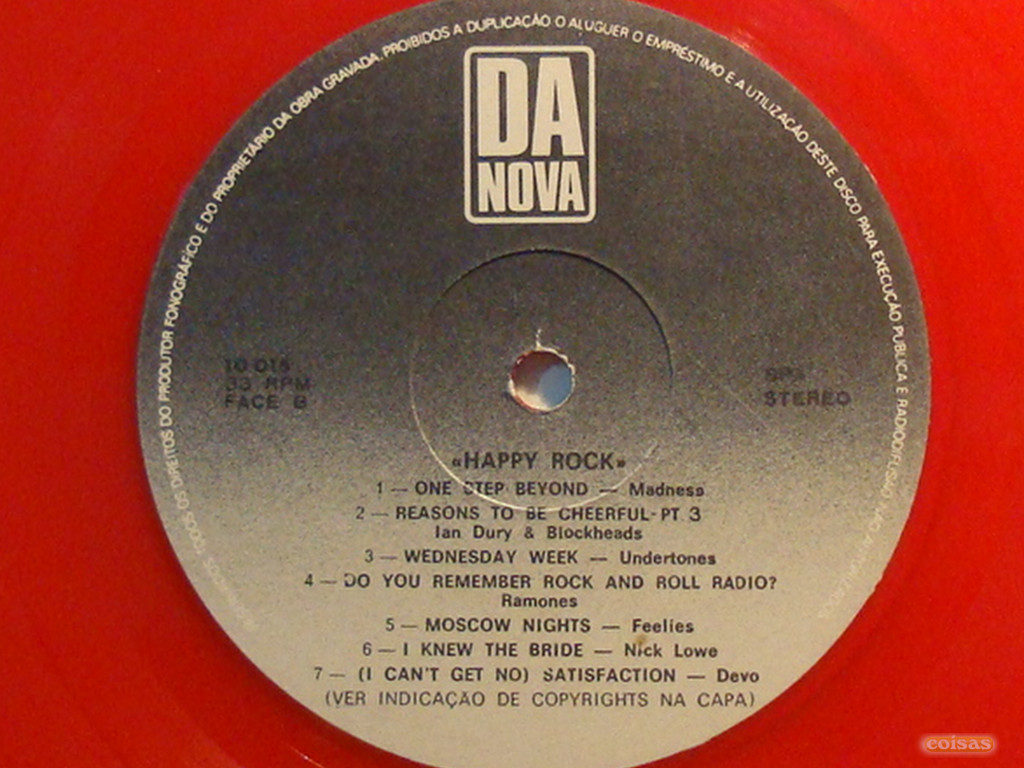 TODOS OS DIREITOS DO PRODUTOR FONOGRÁFICO E DO PROPRIETÁRIO DA OBRA GRAVADA. PROIBIDOS A DUPLICAÇÃO O ALUGUER O EMPRÉSTIMO E A UTILIZAÇÃO DESTE DISCO PARA EXECUÇÃO PUBLICA E RADIODIFUSÃO NÃO
DA
NOVA
33 RPM
FACE B
SPA
STEREO
«HAPPY ROCK»
1 — ONE STEP BEYOND — Madness
2 — REASONS TO BE CHEERFUL-PT 3
Ian Dury & Blockheads
3 — WEDNESDAY WEEK — Undertones
4 — DO YOU REMEMBER ROCK AND ROLL RADIO?
Ramones
5 — MOSCOW NIGHTS — Feelies
6 — I KNEW THE BRIDE — Nick Lowe
7 — (I CAN'T GET NO) SATISFACTION — Devo
(VER INDICAÇÃO DE COPYRIGHTS NA CAPA)
coisas